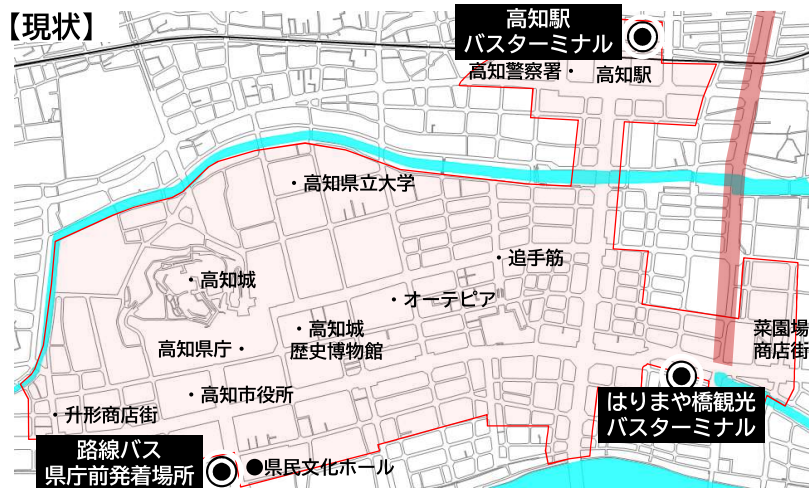 【現状】
高知駅
バスターミナル
高知警察署・
高知駅
・高知県立大学
・追手筋
・高知城
・オーテピア
・高知城
歴史博物館
菜園場
商店街
高知県庁・
・高知市役所
はりまや橋観光
バスターミナル
・升形商店街
路線バス
県庁前発着場所
●県民文化ホール